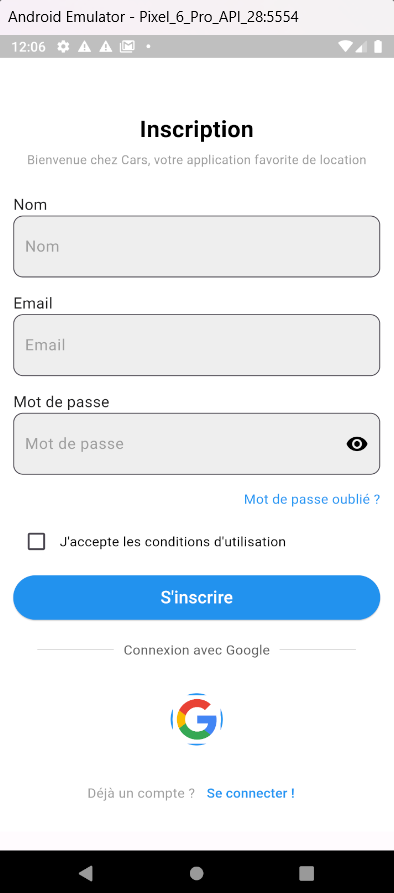 Android Emulator - Pixel_6_Pro_API_28:5554
12:06
Inscription
Bienvenue chez Cars, votre application favorite de location
Nom
Nom
Email
Email
Mot de passe
Mot de passe
Mot de passe oublié ?
J'accepte les conditions d'utilisation
S'inscrire
Connexion avec Google
G
Déjà un compte ? Se connecter !